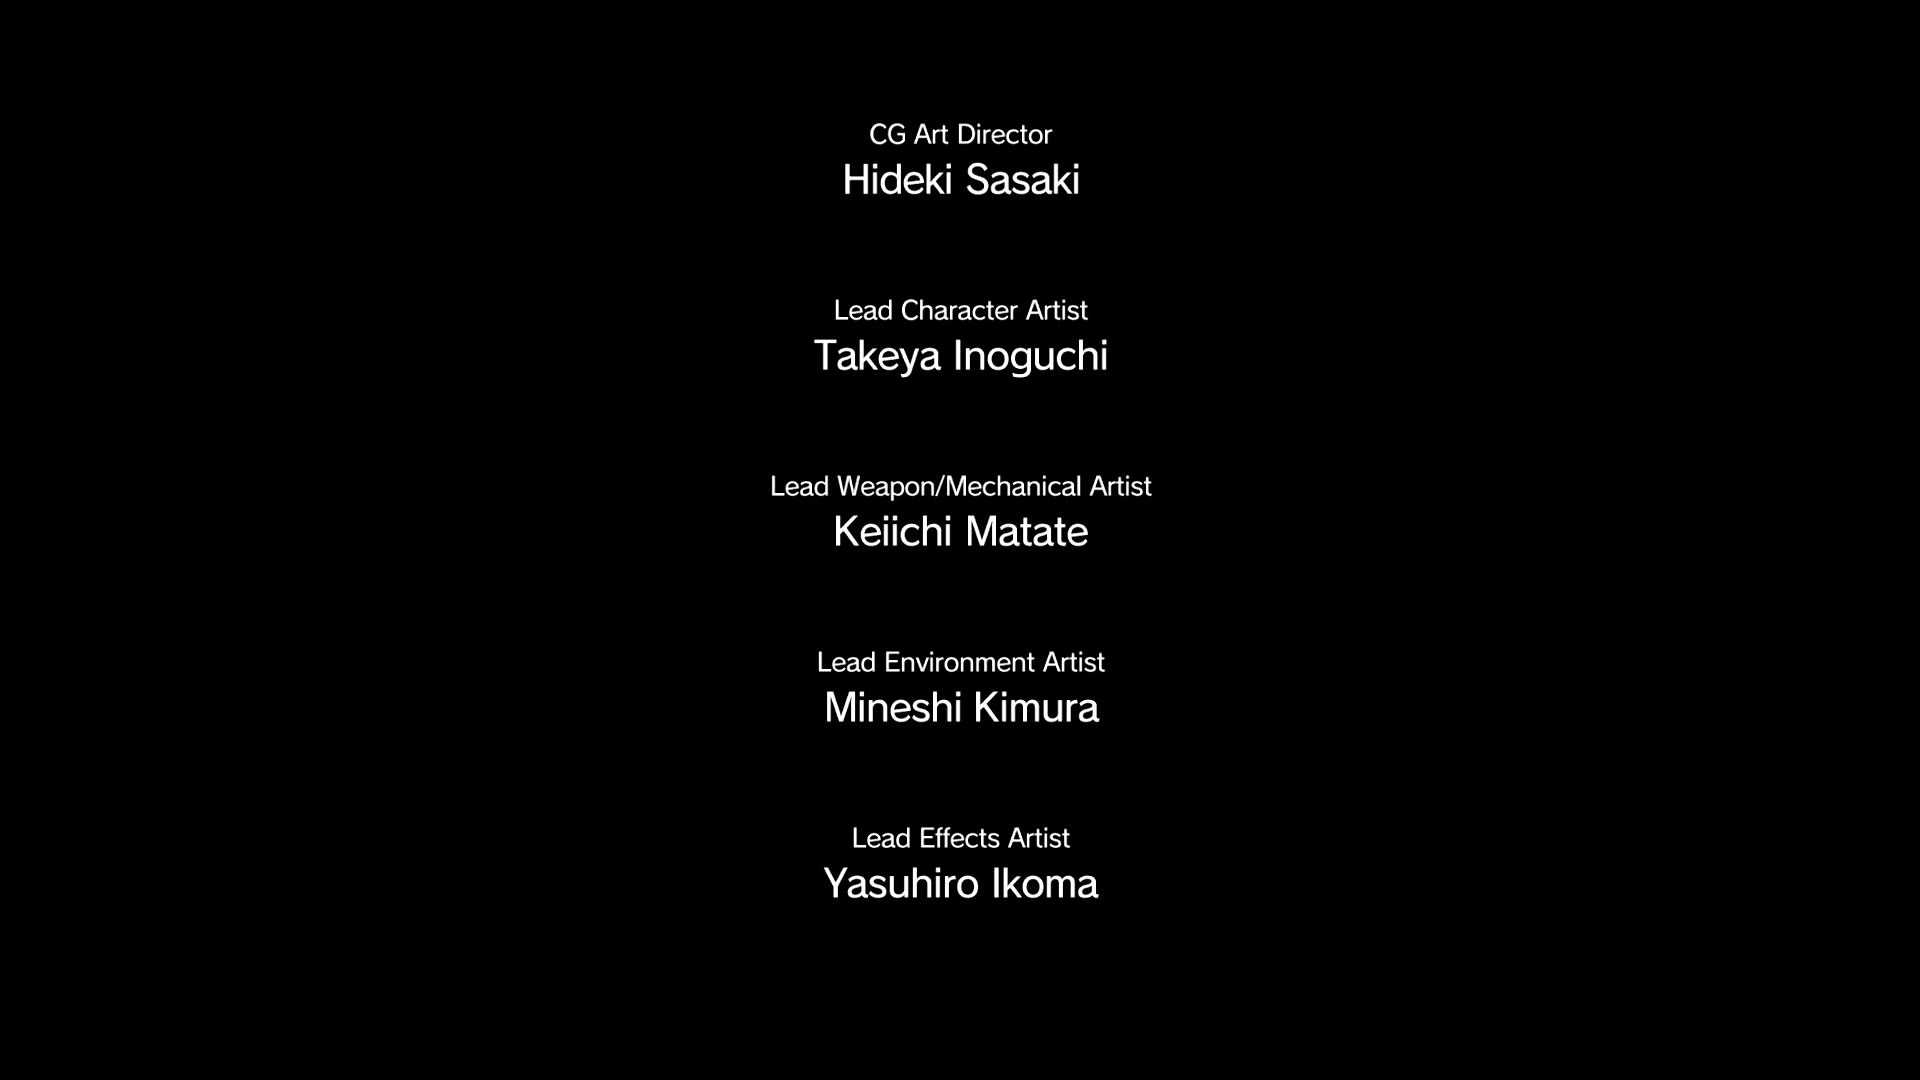 CG Art Director
Hideki Sasaki
Lead Character Artist
Takeya Inoguchi
Lead Weapon/Mechanical Artist
Keiichi Matate
Lead Environment Artist
Mineshi Kimura
Lead Effects Artist
Yasuhiro Ikoma